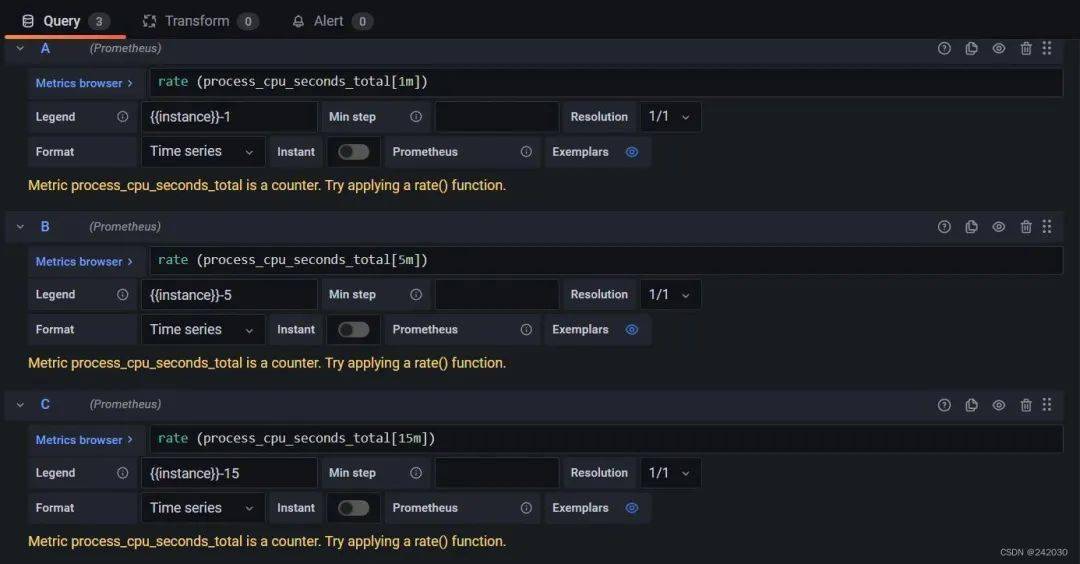 Query 3 Transform 0 Alert 0
A (Prometheus)
Metrics browser > rate (process_cpu_seconds_total[1m])
Legend {{instance}}-1 Min step Resolution 1/1
Format Time series Instant Prometheus Exemplars
Metric process_cpu_seconds_total is a counter. Try applying a rate() function.
B (Prometheus)
Metrics browser > rate (process_cpu_seconds_total[5m])
Legend {{instance}}-5 Min step Resolution 1/1
Format Time series Instant Prometheus Exemplars
Metric process_cpu_seconds_total is a counter. Try applying a rate() function.
C (Prometheus)
Metrics browser > rate (process_cpu_seconds_total[15m])
Legend {{instance}}-15 Min step Resolution 1/1
Format Time series Instant Prometheus Exemplars
Metric process_cpu_seconds_total is a counter. Try applying a rate() function.
CSDN @242030